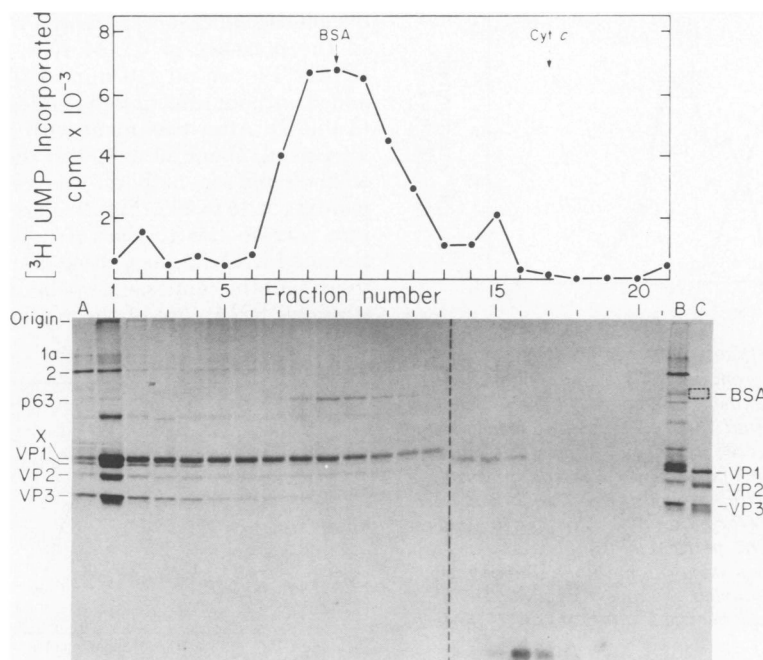 8
6
4
2
[³H] UMP Incorporated
cpm x 10⁻³
BSA
Cyt c
1
5
Fraction number
15
20
A
B
C
Origin
1a
2
p63
X
VP1
VP2
VP3
BSA
VP1
VP2
VP3